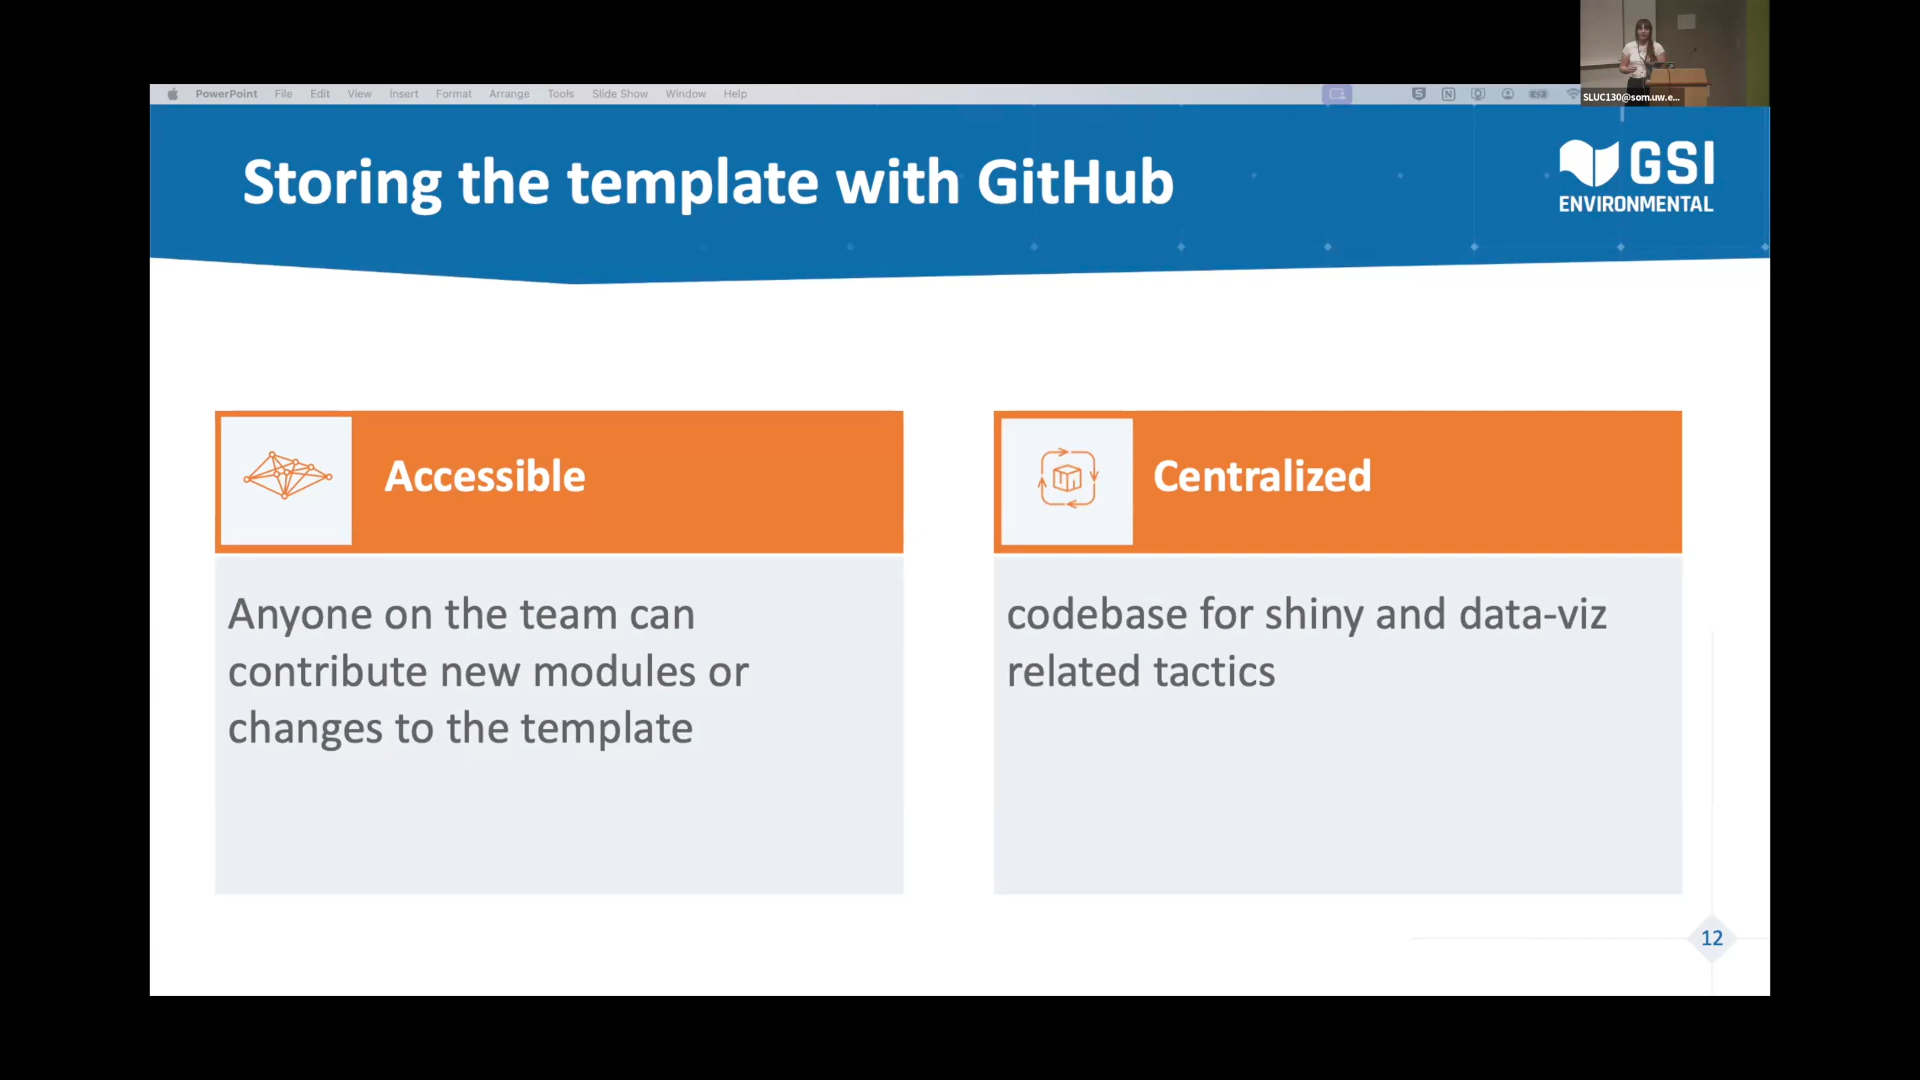 PowerPoint File Edit View Insert Format Arrange Tools Slide Show Window Help
SLUC130@som.uw.e...
Storing the template with GitHub
GSI
ENVIRONMENTAL
Accessible
Anyone on the team can
contribute new modules or
changes to the template
Centralized
codebase for shiny and data-viz
related tactics
12